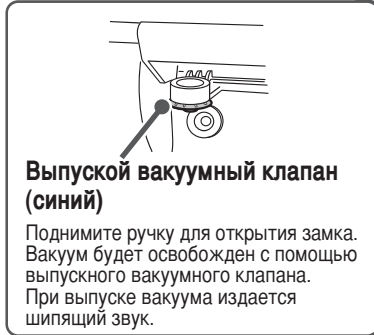 Выпуской вакуумный клапан
(синий)
Поднимите ручку для открытия замка.
Вакуум будет освобожден с помощью
выпускного вакуумного клапана.
При выпуске вакуума издается
шипящий звук.